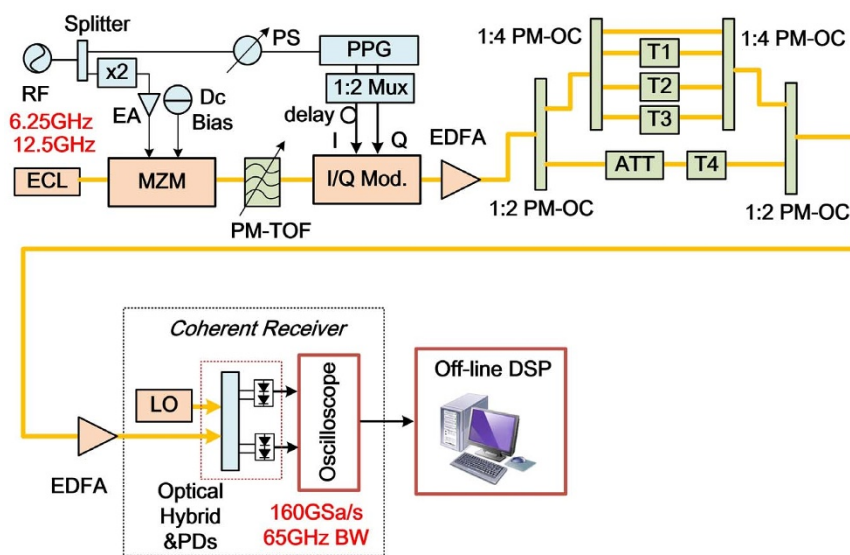 Splitter
PS
PPG
1:4 PM-OC
1:4 PM-OC
x2
1:2 Mux
T1
RF
EA
Dc
Bias
delay
T2
6.25GHz
12.5GHz
I
Q
EDFA
T3
ECL
MZM
I/Q Mod.
ATT
T4
PM-TOF
1:2 PM-OC
1:2 PM-OC
Coherent Receiver
Off-line DSP
LO
Oscilloscope
EDFA
Optical
Hybrid
&PDs
160GSa/s
65GHz BW